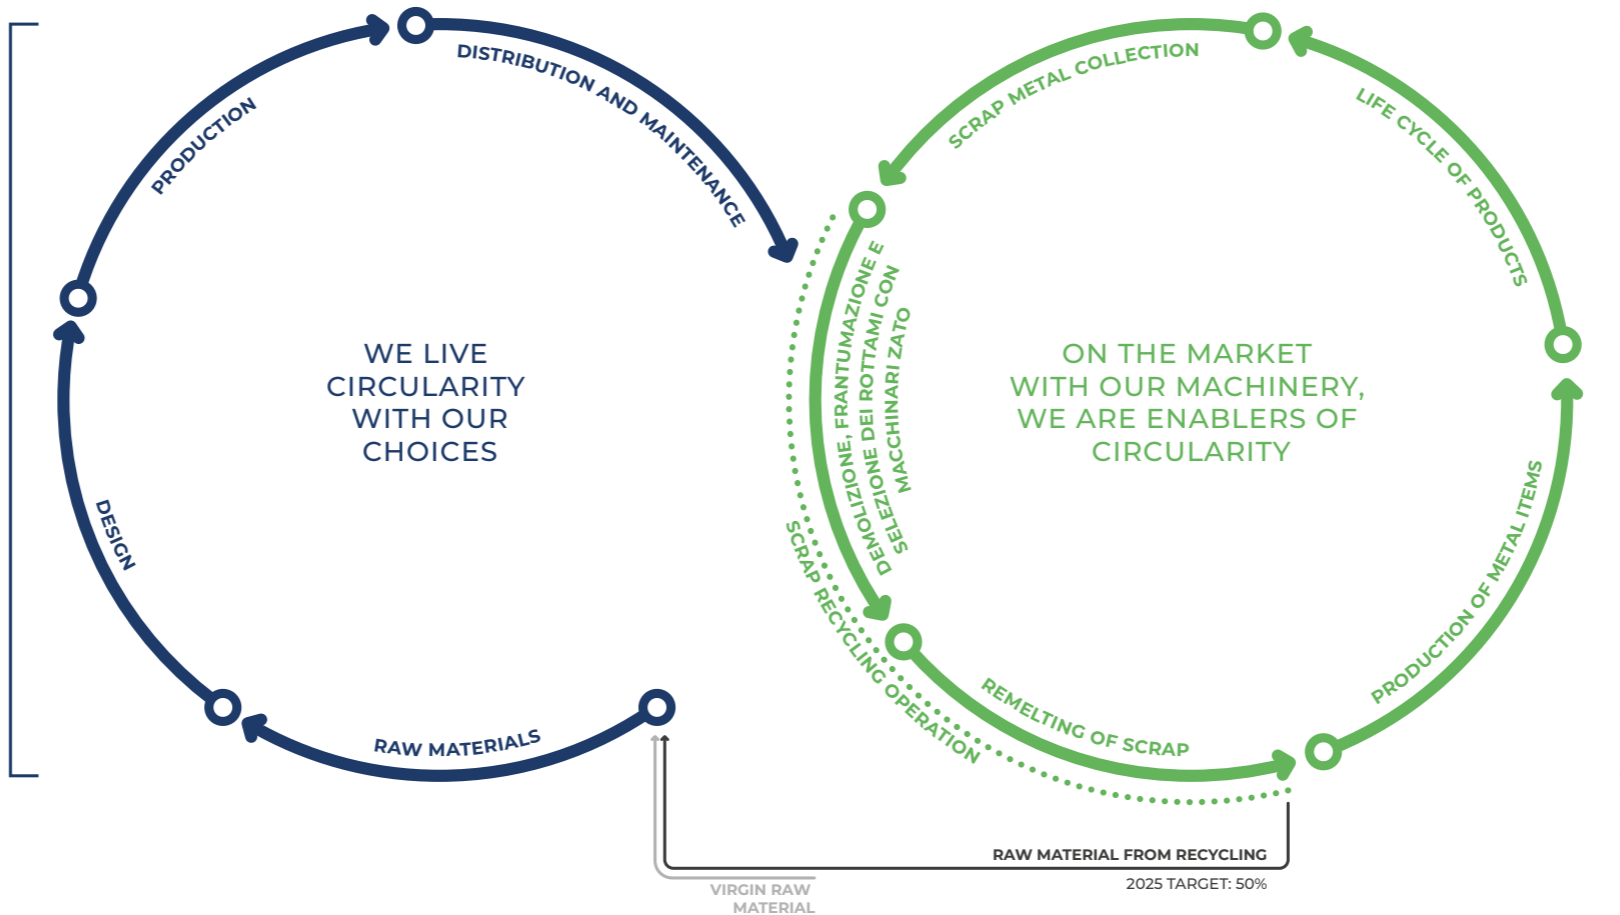 DISTRIBUTION AND MAINTENANCE
PRODUCTION
DESIGN
RAW MATERIALS
WE LIVE
CIRCULARITY
WITH OUR
CHOICES
SCRAP METAL COLLECTION
LIFE CYCLE OF PRODUCTS
DEMOLIZIONE, FRANTUMAZIONE E
SELEZIONE DEI ROTTAMI CON
MACCHINARI ZATO
ON THE MARKET
WITH OUR MACHINERY,
WE ARE ENABLERS OF
CIRCULARITY
SCRAP RECYCLING OPERATION
REMELTING OF SCRAP
PRODUCTION OF METAL ITEMS
RAW MATERIAL FROM RECYCLING
2025 TARGET: 50%
VIRGIN RAW
MATERIAL